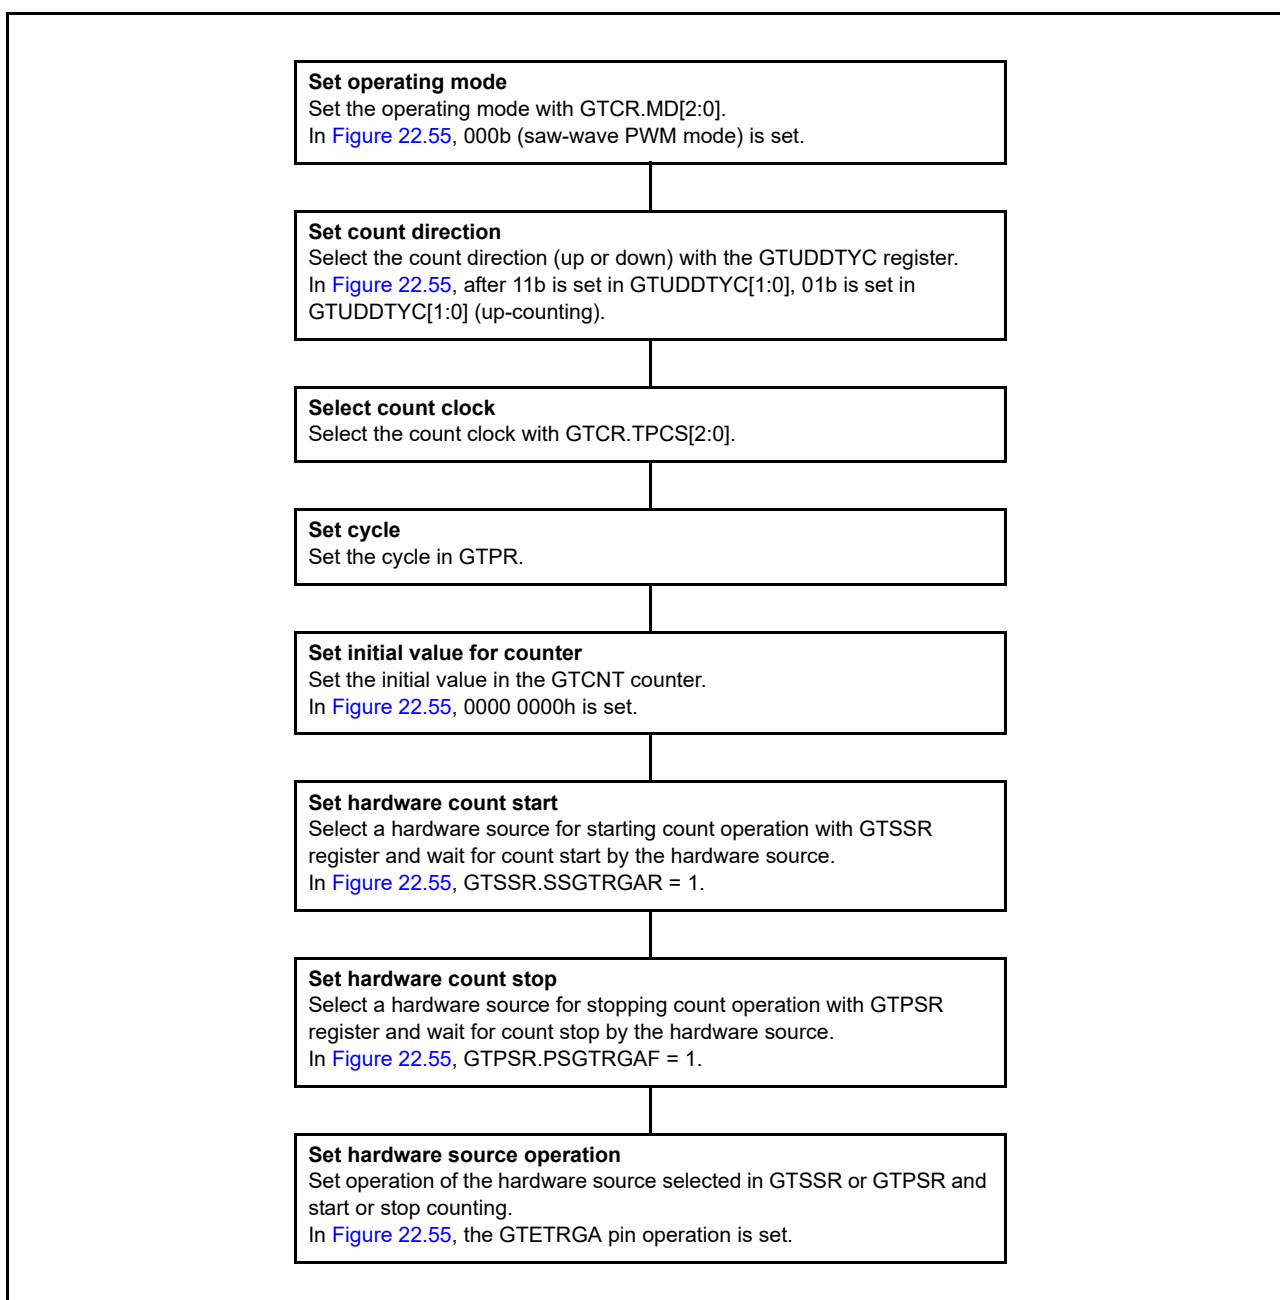 Set operating mode
Set the operating mode with GTCR.MD[2:0].
In Figure 22.55, 000b (saw-wave PWM mode) is set.
Set count direction
Select the count direction (up or down) with the GTUDDTYC register.
In Figure 22.55, after 11b is set in GTUDDTYC[1:0], 01b is set in
GTUDDTYC[1:0] (up-counting).
Select count clock
Select the count clock with GTCR.TPCS[2:0].
Set cycle
Set the cycle in GTPR.
Set initial value for counter
Set the initial value in the GTCNT counter.
In Figure 22.55, 0000 0000h is set.
Set hardware count start
Select a hardware source for starting count operation with GTSSR
register and wait for count start by the hardware source.
In Figure 22.55, GTSSR.SSGTRGAR = 1.
Set hardware count stop
Select a hardware source for stopping count operation with GTPSR
register and wait for count stop by the hardware source.
In Figure 22.55, GTPSR.PSGTRGAF = 1.
Set hardware source operation
Set operation of the hardware source selected in GTSSR or GTPSR and
start or stop counting.
In Figure 22.55, the GTETRGA pin operation is set.